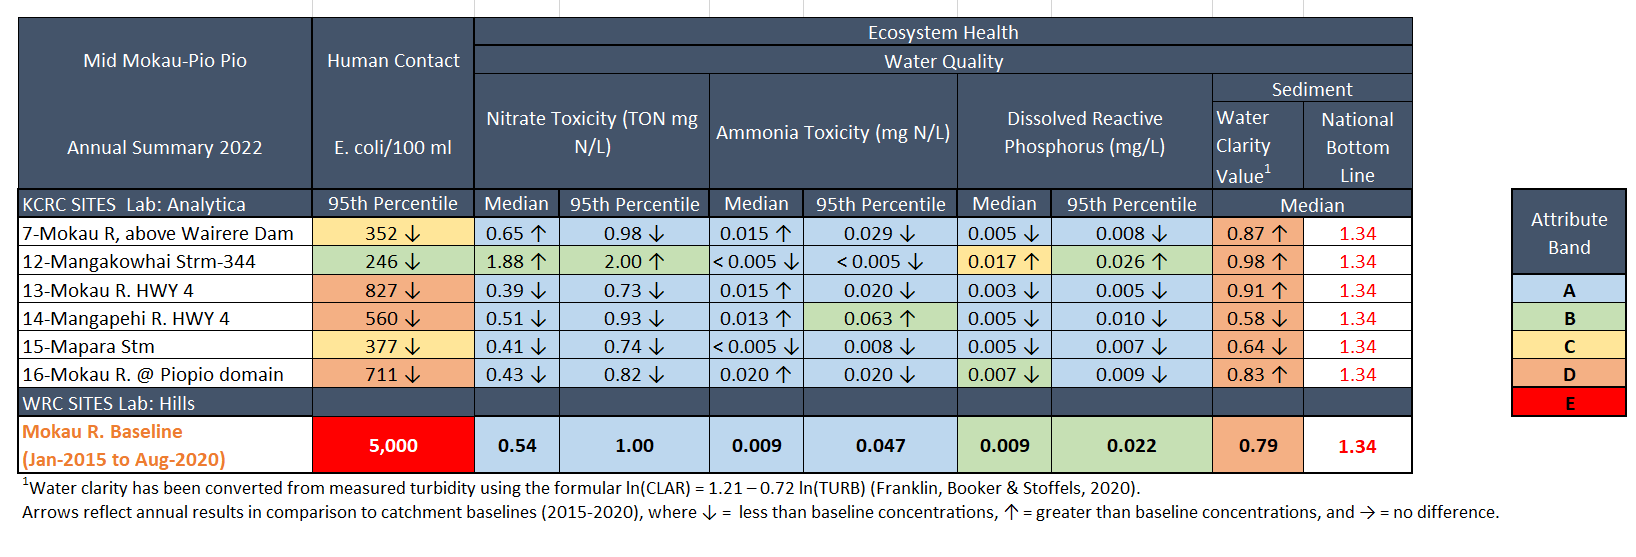 Ecosystem Health
Mid Mokau-Pio Pio Human Contact Water Quality
Sediment
Annual Summary 2022 E. coli/100 ml Nitrate Toxicity (TON mg N/L) Ammonia Toxicity (mg N/L) Dissolved Reactive Phosphorus (mg/L) Water Clarity Value1 National Bottom Line
KCRC SITES Lab: Analytica 95th Percentile Median 95th Percentile Median 95th Percentile Median 95th Percentile Median
7-Mokau R, above Wairere Dam 352 ↓ 0.65 ↑ 0.98 ↓ 0.015 ↑ 0.029 ↓ 0.005 ↓ 0.008 ↓ 0.87 ↑ 1.34
12-Mangakowhai Strm-344 246 ↓ 1.88 ↑ 2.00 ↑ < 0.005 ↓ < 0.005 ↓ 0.017 ↑ 0.026 ↑ 0.98 ↑ 1.34
13-Mokau R. HWY 4 827 ↓ 0.39 ↓ 0.73 ↓ 0.015 ↑ 0.020 ↓ 0.003 ↓ 0.005 ↓ 0.91 ↑ 1.34
14-Mangapehi R. HWY 4 560 ↓ 0.51 ↓ 0.93 ↓ 0.013 ↑ 0.063 ↑ 0.005 ↓ 0.010 ↓ 0.58 ↓ 1.34
15-Mapara Stm 377 ↓ 0.41 ↓ 0.74 ↓ < 0.005 ↓ 0.008 ↓ 0.005 ↓ 0.007 ↓ 0.64 ↓ 1.34
16-Mokau R. @ Piopio domain 711 ↓ 0.43 ↓ 0.82 ↓ 0.020 ↑ 0.020 ↓ 0.007 ↓ 0.009 ↓ 0.83 ↑ 1.34
WRC SITES Lab: Hills
Mokau R. Baseline
(Jan-2015 to Aug-2020) 5,000 0.54 1.00 0.009 0.047 0.009 0.022 0.79 1.34
1Water clarity has been converted from measured turbidity using the formular ln(CLAR) = 1.21 – 0.72 ln(TURB) (Franklin, Booker & Stoffels, 2020).
Arrows reflect annual results in comparison to catchment baselines (2015-2020), where ↓ = less than baseline concentrations, ↑ = greater than baseline concentrations, and → = no difference.
Attribute
Band
A
B
C
D
E